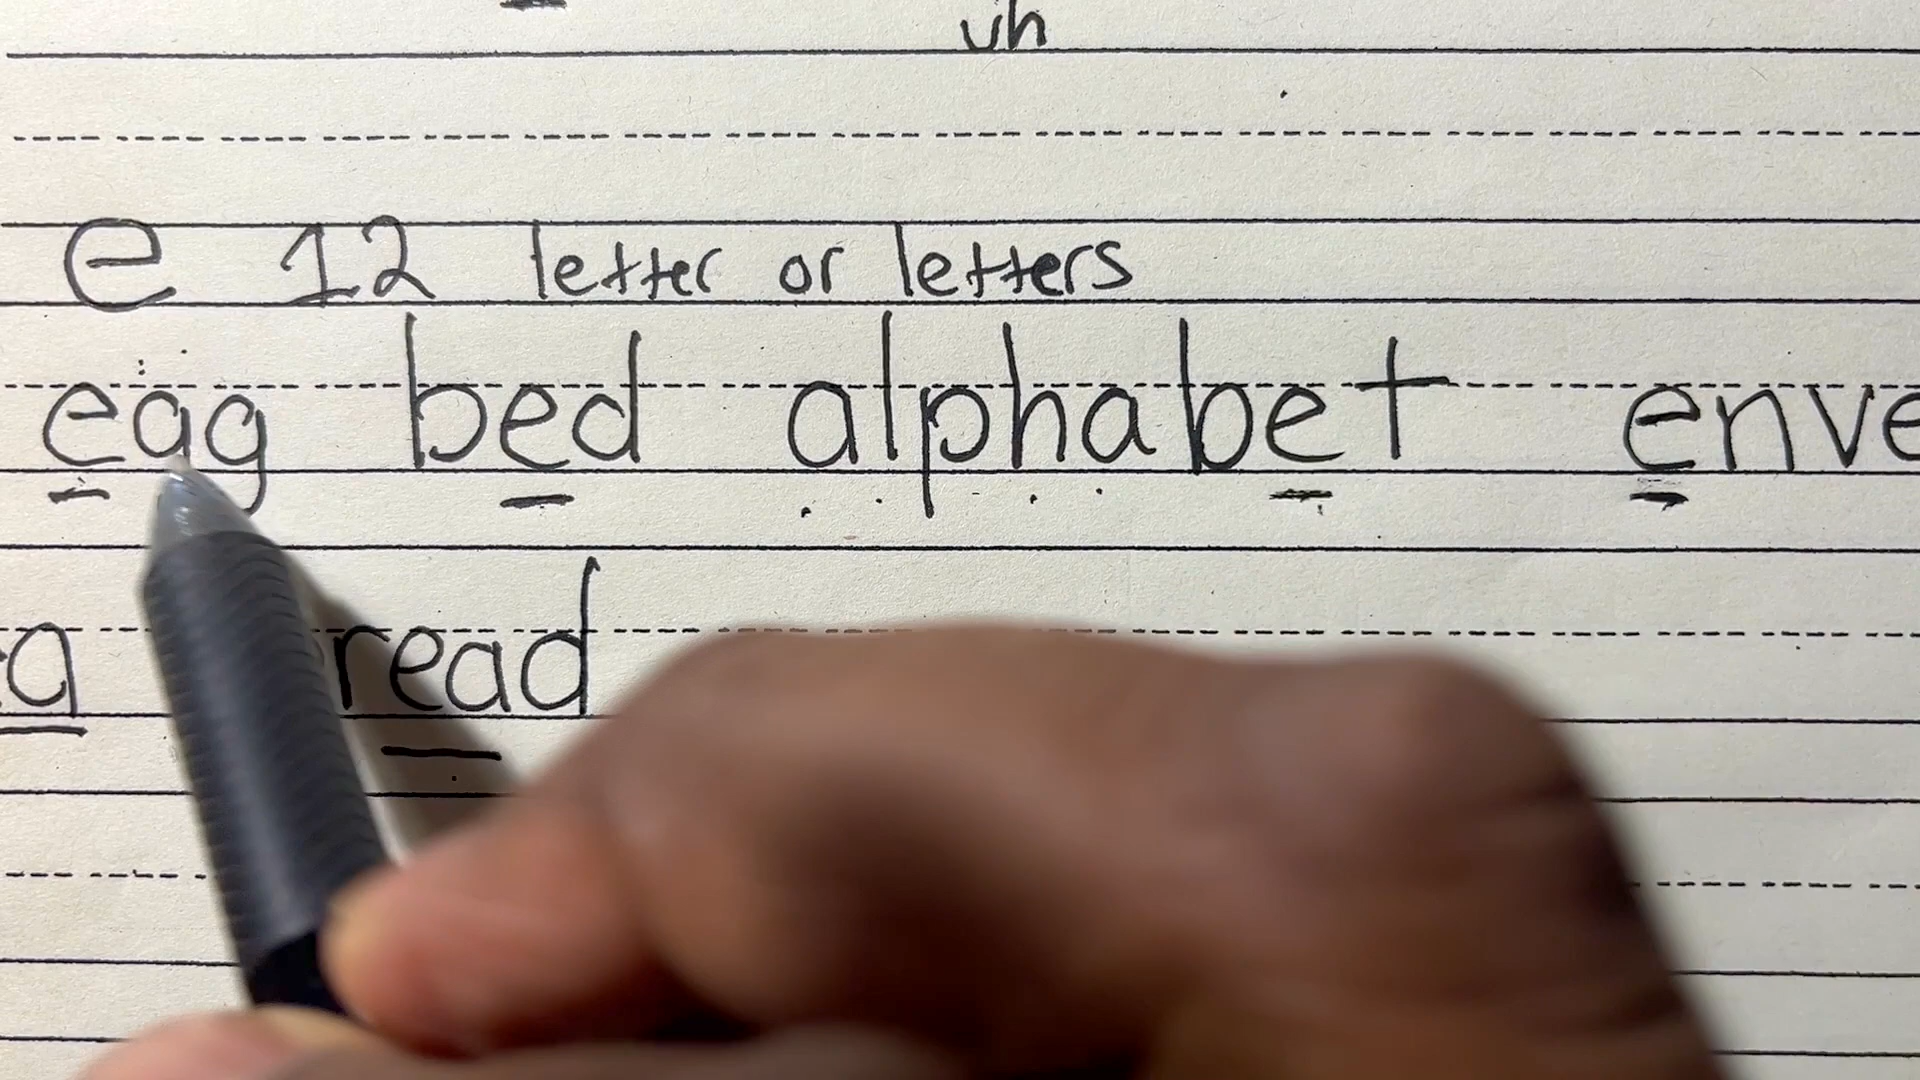 uh
e 12 letter or letters
egg bed alphabet enve
a read